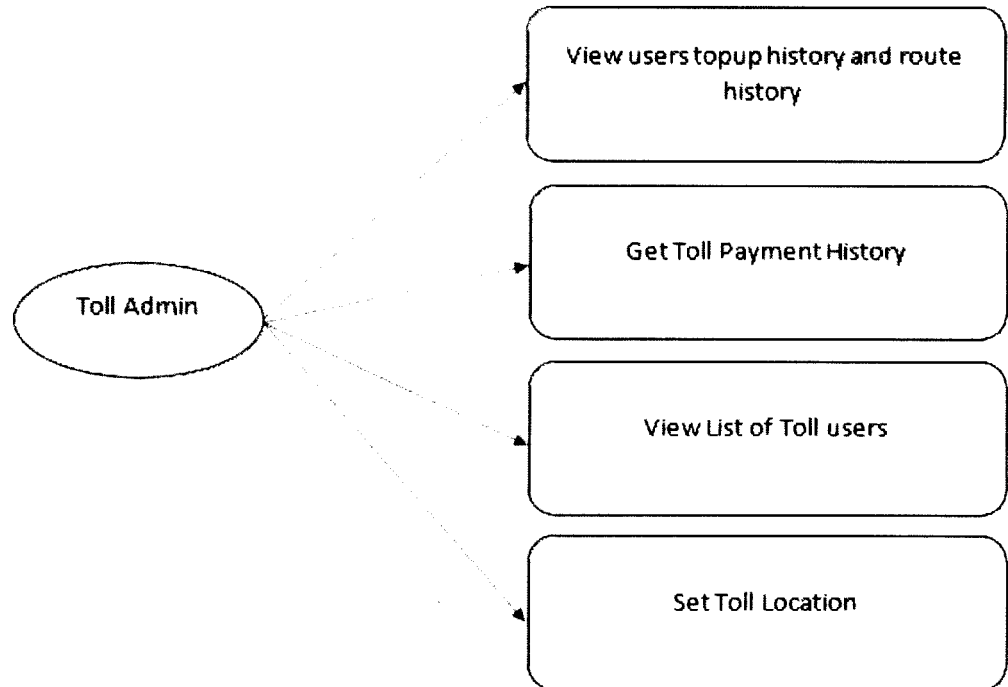 View users topup history and route
history
Get Toll Payment History
Toll Admin
View List of Toll users
Set Toll Location